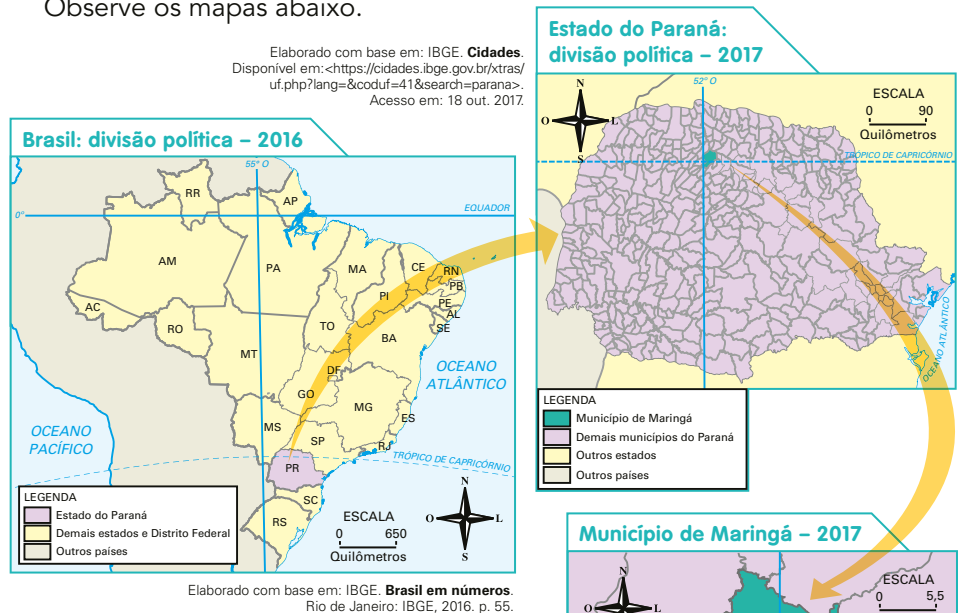 Observe os mapas abaixo.
Elaborado com base em: IBGE. Cidades.
Disponível em:<https://cidades.ibge.gov.br/xtras/
uf.php?lang=&coduf=41&search=parana>.
Acesso em: 18 out. 2017.
Brasil: divisão política – 2016
55° O
0°
EQUADOR
RR
AP
AM
PA
MA
CE
RN
PB
PI
PE
AL
SE
AC
RO
TO
BA
MT
DF
GO
MG
ES
MS
SP
RJ
PR
SC
RS
OCEANO
ATLÂNTICO
OCEANO
PACÍFICO
TRÓPICO DE CAPRICÓRNIO
LEGENDA
Estado do Paraná
Demais estados e Distrito Federal
Outros países
ESCALA
0 650
Quilômetros
N
O L
S
Elaborado com base em: IBGE. Brasil em números.
Rio de Janeiro: IBGE, 2016. p. 55.
Estado do Paraná:
divisão política – 2017
52° O
N
O L
S
ESCALA
0 90
Quilômetros
TRÓPICO DE CAPRICÓRNIO
OCEANO ATLÂNTICO
LEGENDA
Município de Maringá
Demais municípios do Paraná
Outros estados
Outros países
Município de Maringá – 2017
N
O L
ESCALA
0 5,5